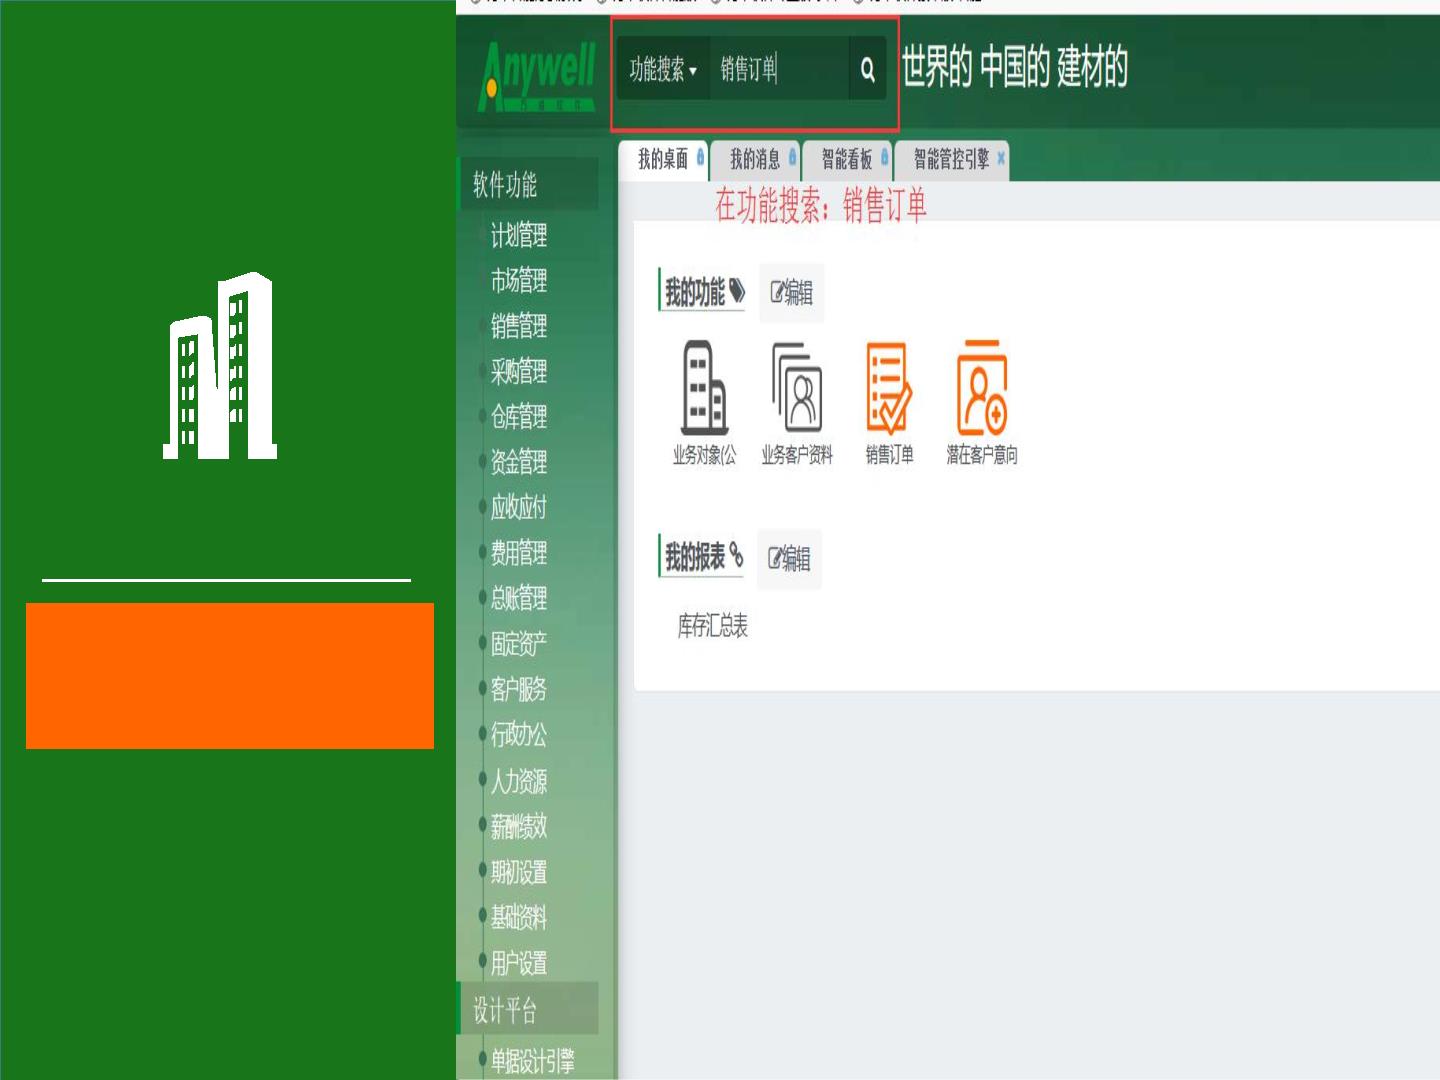 Anywell
功能搜索
销售订单
世界的 中国的 建材的
我的桌面
我的消息
智能看板
智能管控引擎
在功能搜索：销售订单
软件功能
计划管理
市场管理
销售管理
采购管理
仓库管理
资金管理
应收应付
费用管理
总账管理
固定资产
客户服务
行政办公
人力资源
薪酬绩效
期初设置
基础资料
用户设置
设计平台
单据设计引擎
我的功能
编辑
业务对象(公
业务客户资料
销售订单
潜在客户意向
我的报表
编辑
库存汇总表